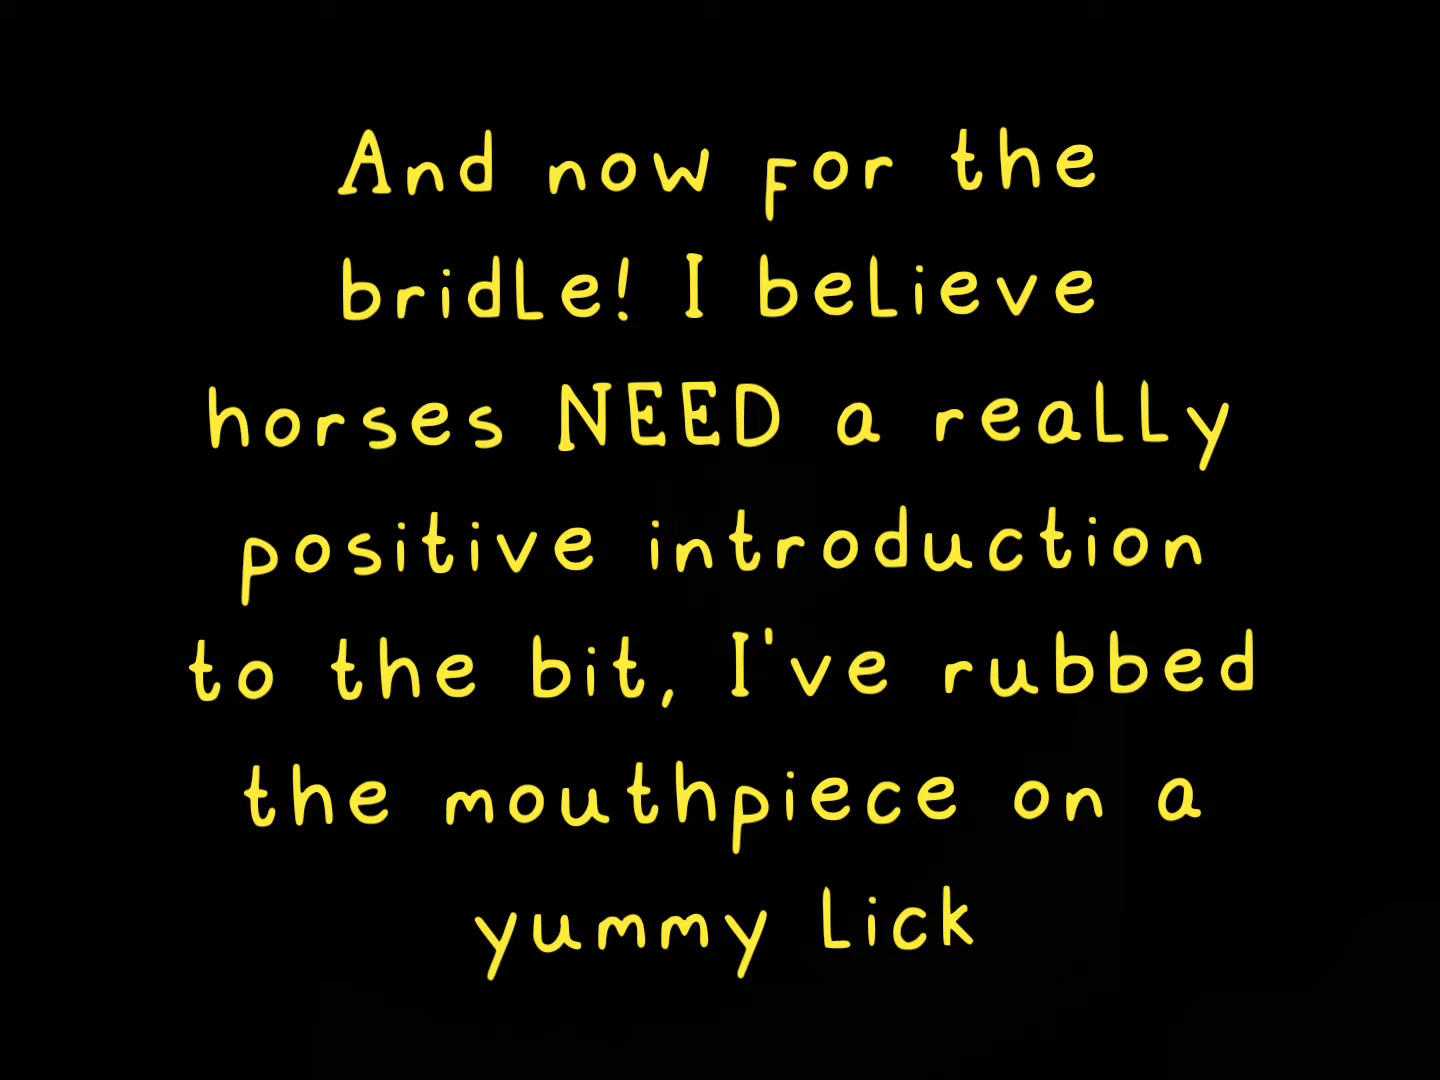 And now for the
bridle! I believe
horses NEED a really
positive introduction
to the bit, I've rubbed
the mouthpiece on a
yummy Lick